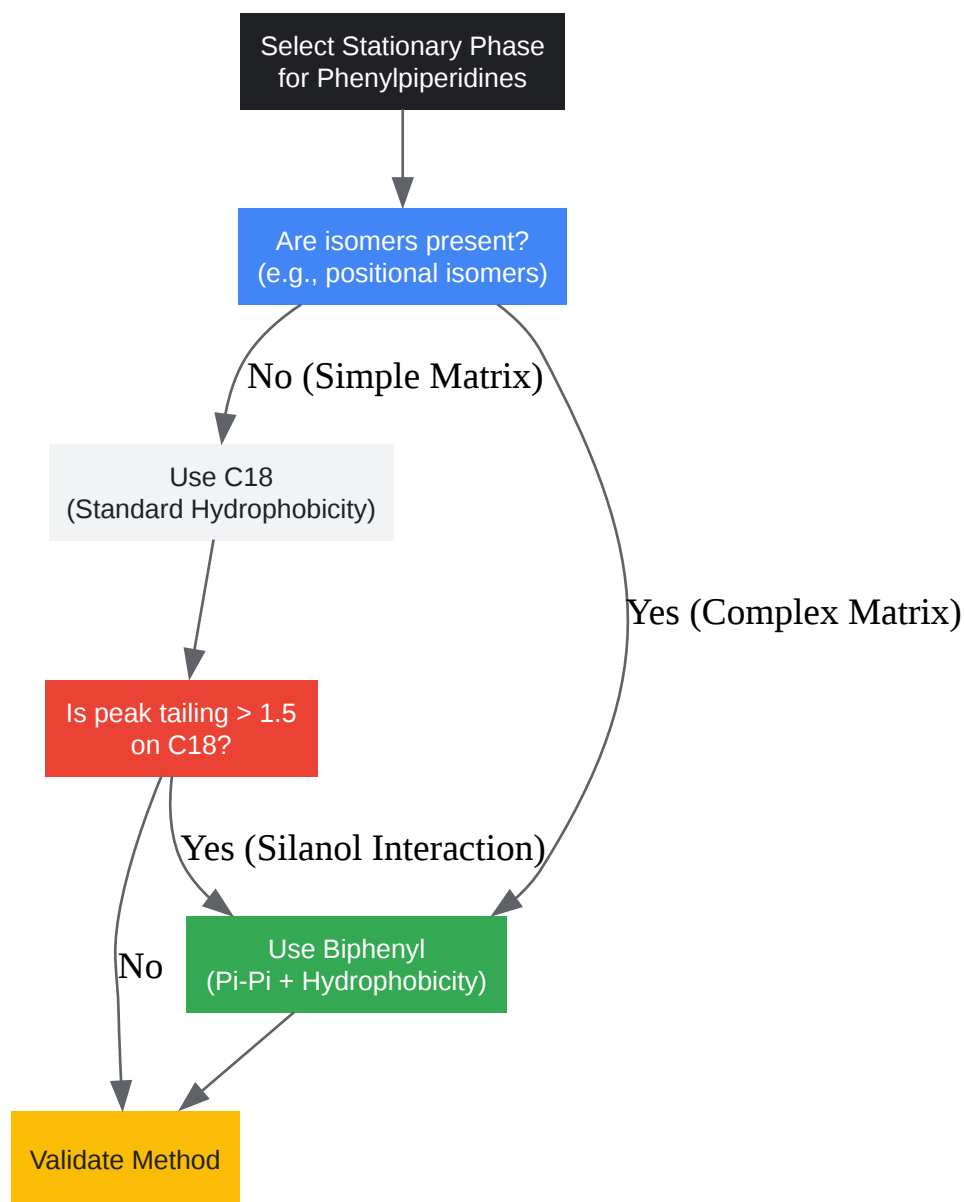 Select Stationary Phase
for Phenylpiperidines
Are isomers present?
(e.g., positional isomers)
No (Simple Matrix)
Use C18
(Standard Hydrophobicity)
Yes (Complex Matrix)
Is peak tailing > 1.5
on C18?
Yes (Silanol Interaction)
Use Biphenyl
(Pi-Pi + Hydrophobicity)
No
Validate Method